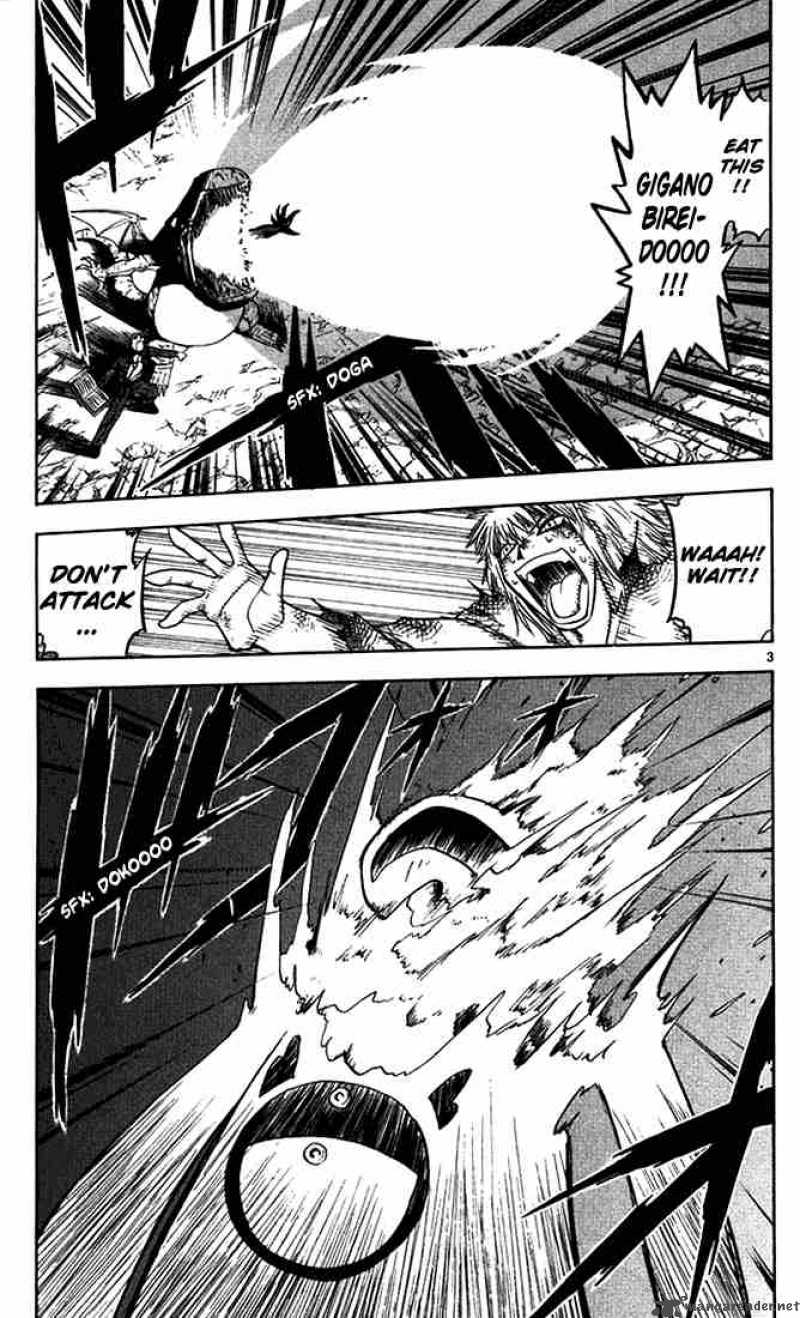 EAT
THIS
!!
GIGANO
BIREI-
DOOOO
!!!
SFX: DOGA
WAAAH!
WAIT!!
DON'T
ATTACK
...
3
SFX: DOKOOOO
mangareader.net